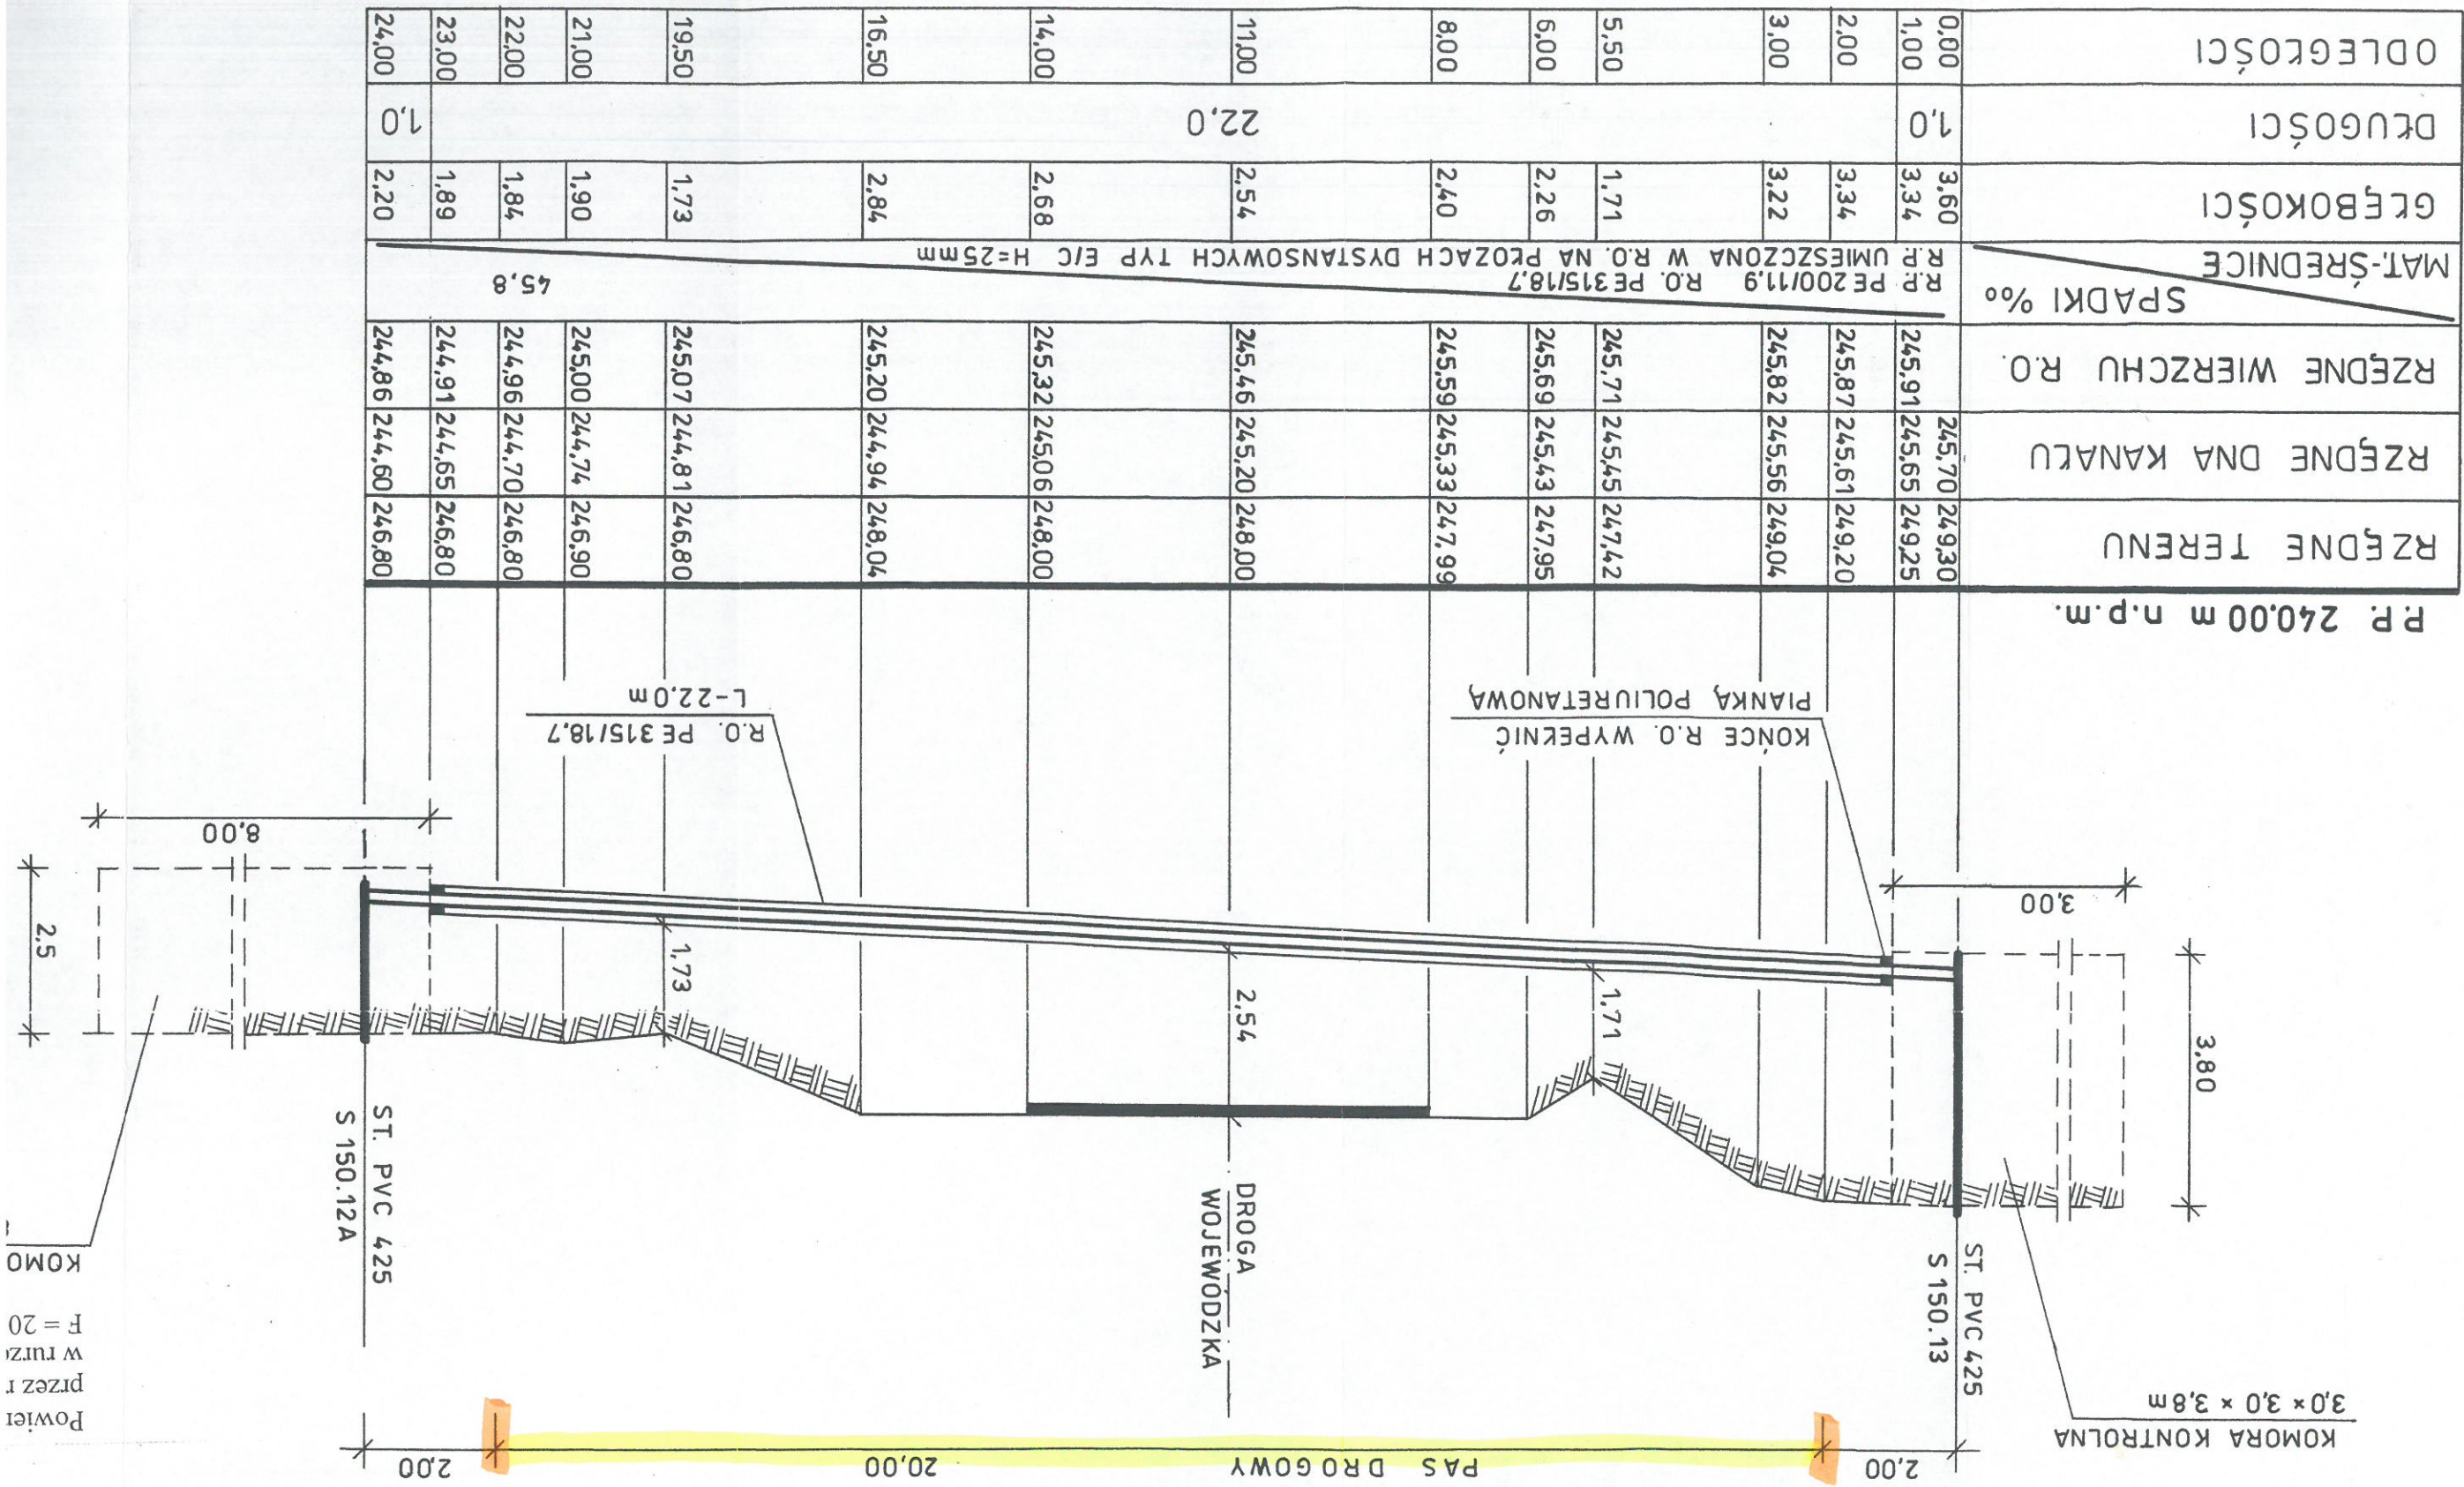 2,00
PAS DROGOWY
20,00
2,00
KOMORA KONTROLNA
3,0 × 3,0 × 3,8m
ST. PVC 425
S 150.13
DROGA
WOJEWÓDZKA
ST. PVC 425
S 150.12A
Powier
przez r
w rurz
F = 20
KOMO
3,80
3,00
1,71
2,54
1,73
2,5
8,00
KOŃCE R.O. WYPEŁNIĆ
PIANKĄ POLIURETANOWĄ
R.O. PE 315/18,7
L-22,0m
P.P. 240,00 m n.p.m.
RZĘDNE TERENU 249,30 249,25 249,20 249,04 247,42 247,95 247,99 248,00 248,00 248,04 246,80 246,90 246,80 246,80 246,80
RZĘDNE DNA KANAŁU 245,70 245,65 245,61 245,56 245,45 245,43 245,33 245,20 245,06 244,94 244,81 244,74 244,70 244,65 244,60
RZĘDNE WIERZCHU R.O. 245,91 245,87 245,82 245,71 245,69 245,59 245,46 245,32 245,20 245,07 245,00 244,96 244,91 244,86
SPADKI ‰ 45,8
MAT.-ŚREDNICE
R.P. PE 200/11,9 R.O. PE 315/18,7
R.P. UMIESZCZONA W R.O. NA PŁOZACH DYSTANSOWYCH TYP E/C H=25mm
GŁĘBOKOŚCI 3,60 3,34 3,34 3,22 1,71 2,26 2,40 2,54 2,68 2,84 1,73 1,90 1,84 1,89 2,20
DŁUGOŚCI 1,0 22,0 1,0
ODLEGŁOŚCI 0,00 1,00 2,00 3,00 5,50 6,00 8,00 11,00 14,00 16,50 19,50 21,00 22,00 23,00 24,00